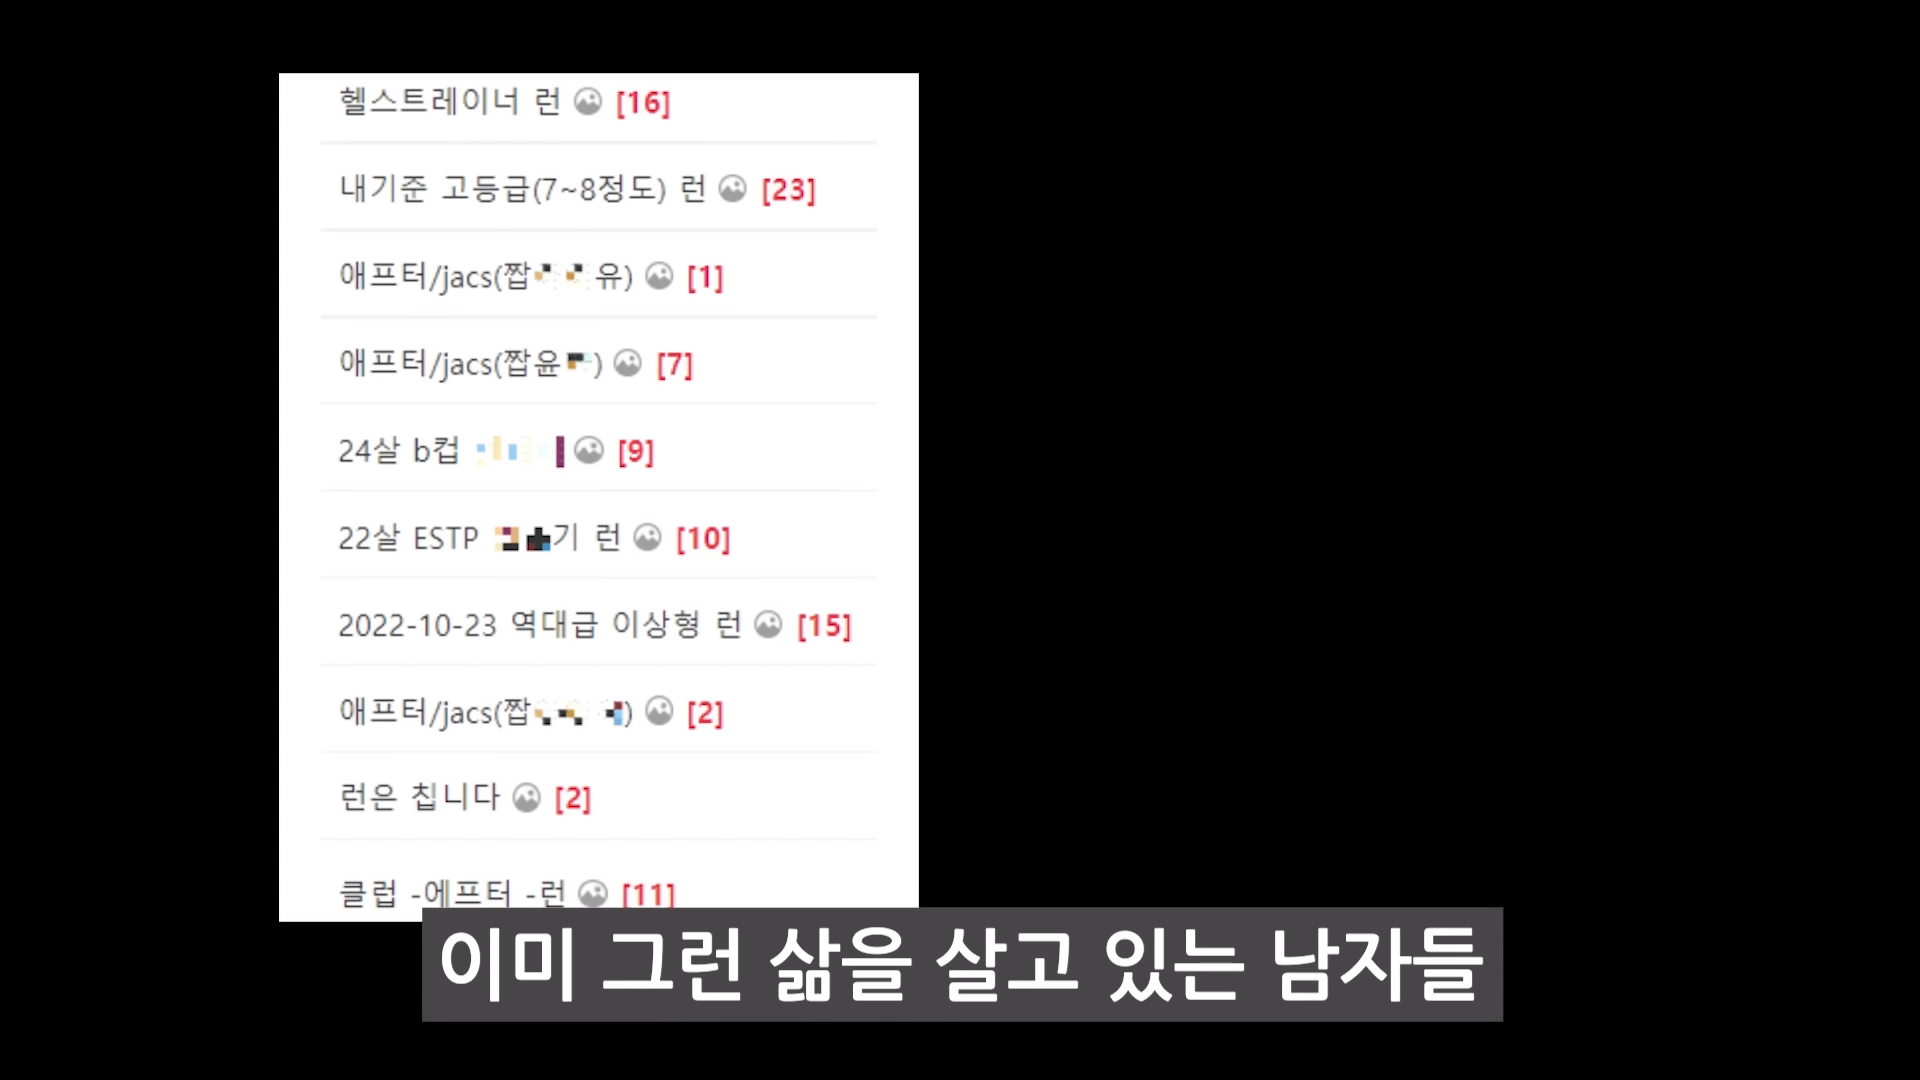 헬스트레이너 런 [16]
내기준 고등급(7~8정도) 런 [23]
애프터/jacs(짭 유) [1]
애프터/jacs(짭윤 ) [7]
24살 b컵 [9]
22살 ESTP 기 런 [10]
2022-10-23 역대급 이상형 런 [15]
애프터/jacs(짭 ) [2]
런은 칩니다 [2]
클럽 -에프터 -런 [11]
이미 그런 삶을 살고 있는 남자들